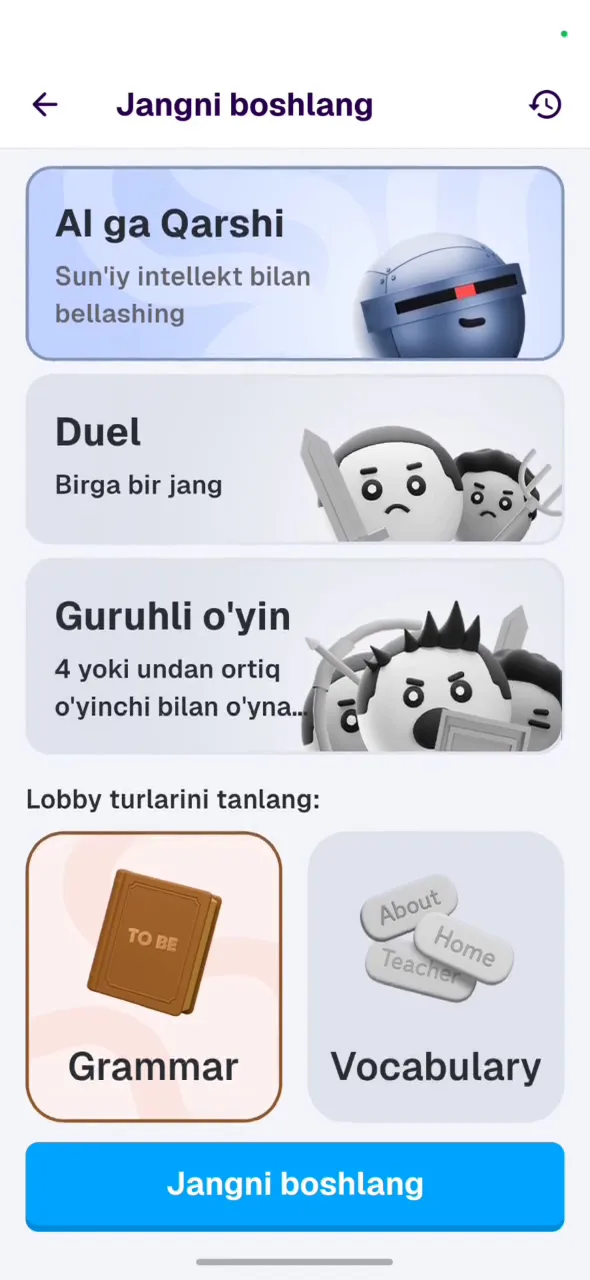 Jangni boshlang
AI ga Qarshi
Sun'iy intellekt bilan
bellashing
Duel
Birga bir jang
Guruhli o'yin
4 yoki undan ortiq
o'yinchi bilan o'yna...
Lobby turlarini tanlang:
TO BE
Grammar
About
Home
Teacher
Vocabulary
Jangni boshlang